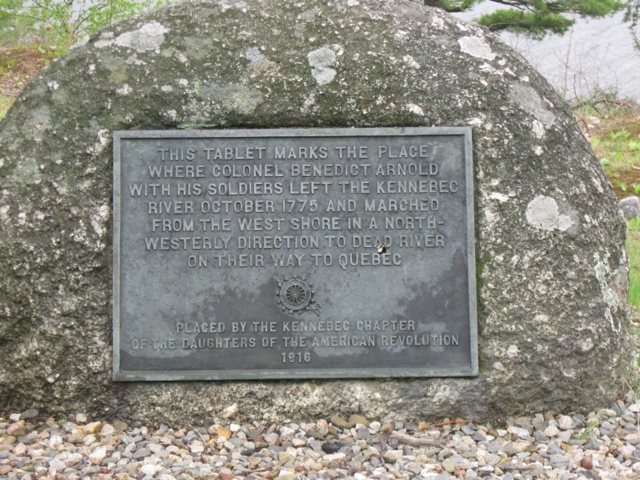 THIS TABLET MARKS THE PLACE
WHERE COLONEL BENEDICT ARNOLD
WITH HIS SOLDIERS LEFT THE KENNEBEC
RIVER OCTOBER 1775 AND MARCHED
FROM THE WEST SHORE IN A NORTH-
WESTERLY DIRECTION TO DEAD RIVER
ON THEIR WAY TO QUEBEC
PLACED BY THE KENNEBEC CHAPTER
OF THE DAUGHTERS OF THE AMERICAN REVOLUTION
1916